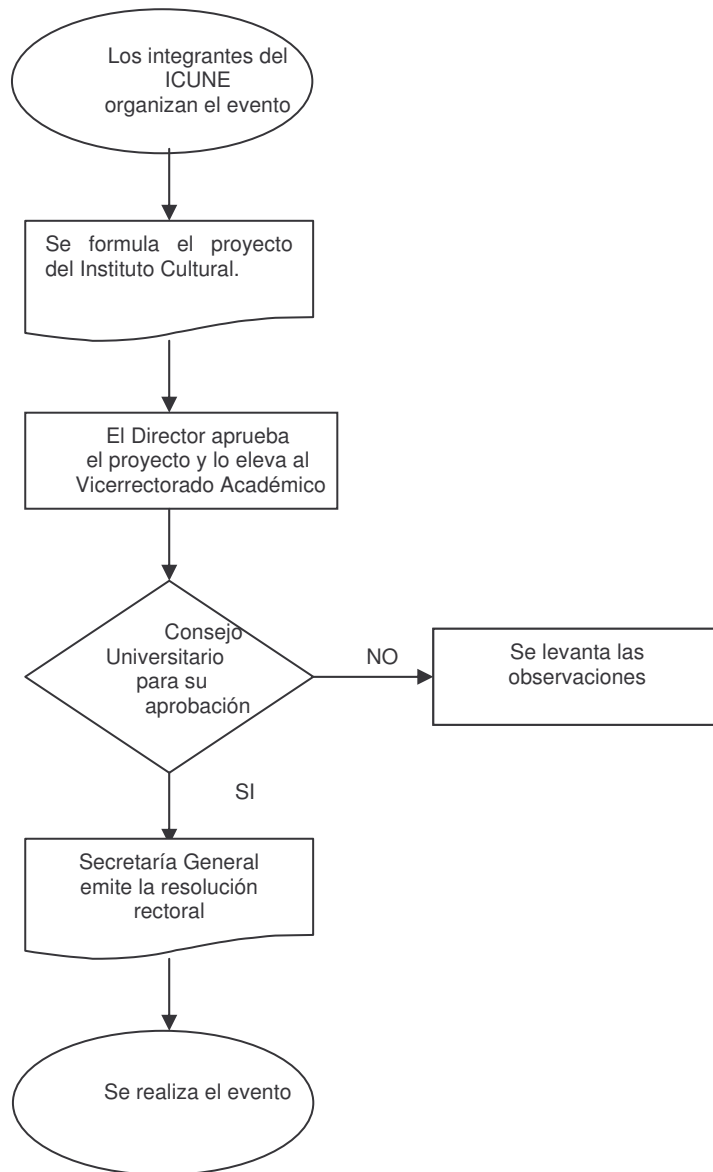 Los integrantes del
ICUNE
organizan el evento
Se formula el proyecto
del Instituto Cultural.
El Director aprueba
el proyecto y lo eleva al
Vicerrectorado Académico
Consejo
Universitario
para su
aprobación
NO
Se levanta las
observaciones
SI
Secretaría General
emite la resolución
rectoral
Se realiza el evento